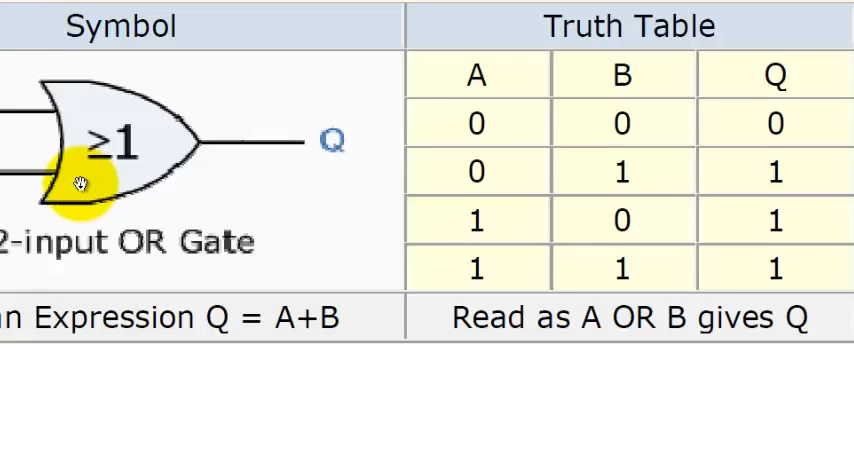 Symbol
Truth Table
≥1
Q
2-input OR Gate
A B Q
0 0 0
0 1 1
1 0 1
1 1 1
n Expression Q = A+B
Read as A OR B gives Q